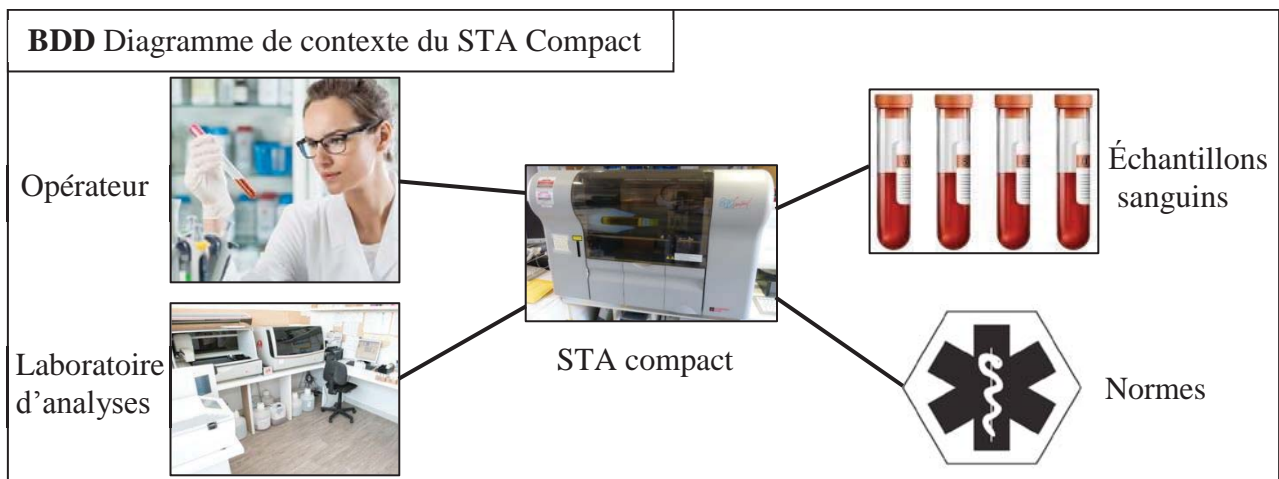 BDD Diagramme de contexte du STA Compact
Opérateur
Échantillons
sanguins
STA compact
Laboratoire
d'analyses
Normes